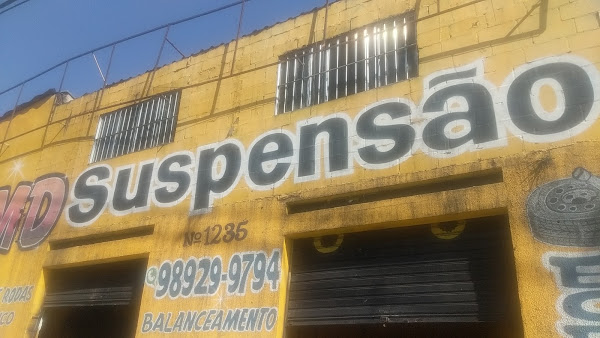 MD Suspensão
Nº 1235
98929-9794
BALANCEAMENTO
RODAS